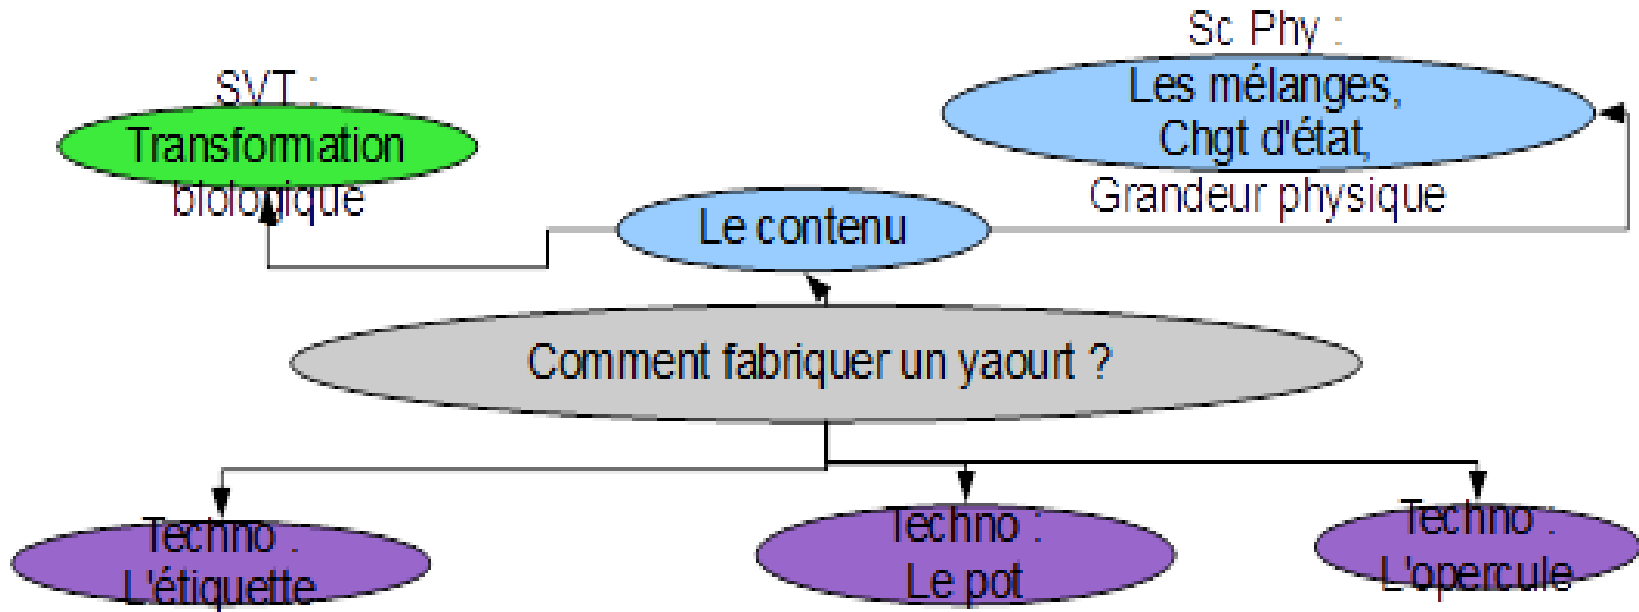 Sc Phy :
Les mélanges,
Chgt d'état,
Grandeur physique
SVT :
Transformation
biologique
Le contenu
Comment fabriquer un yaourt ?
Techno :
L'étiquette
Techno :
Le pot
Techno :
L'opercule